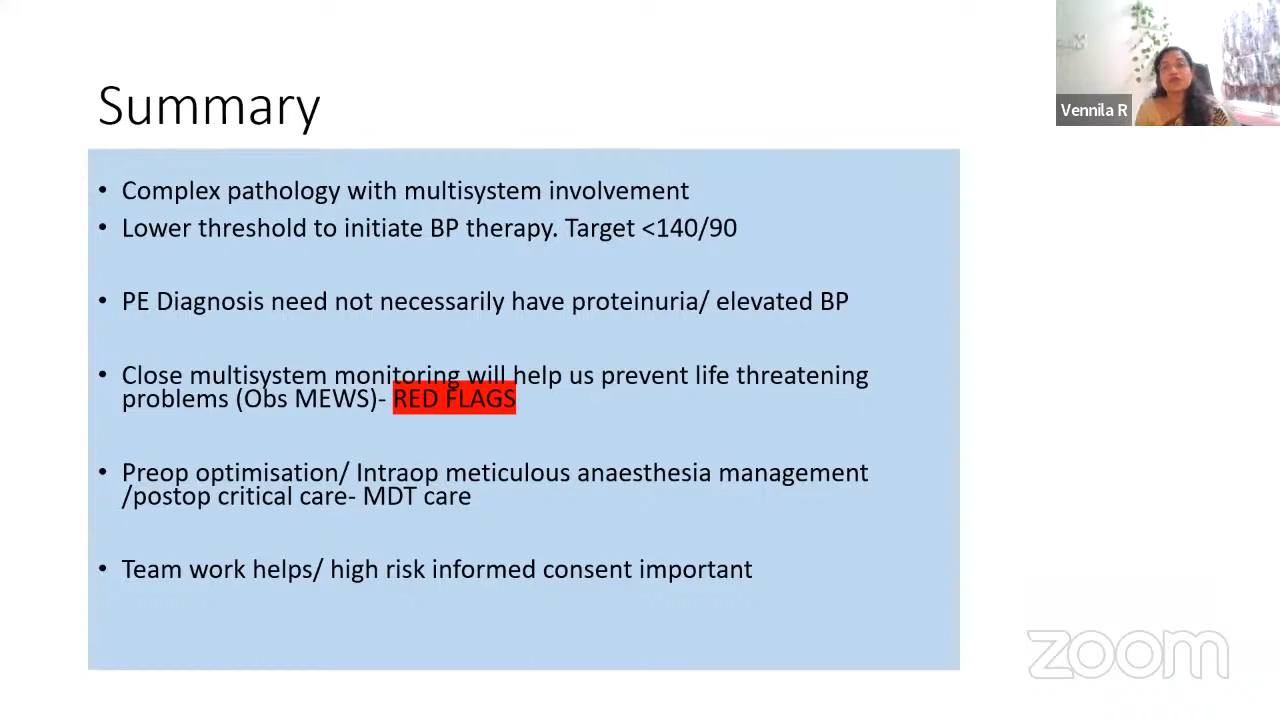 Vennila R
Summary
• Complex pathology with multisystem involvement
• Lower threshold to initiate BP therapy. Target <140/90
• PE Diagnosis need not necessarily have proteinuria/ elevated BP
• Close multisystem monitoring will help us prevent life threatening
problems (Obs MEWS)- RED FLAGS
• Preop optimisation/ Intraop meticulous anaesthesia management
/postop critical care- MDT care
• Team work helps/ high risk informed consent important
zoom